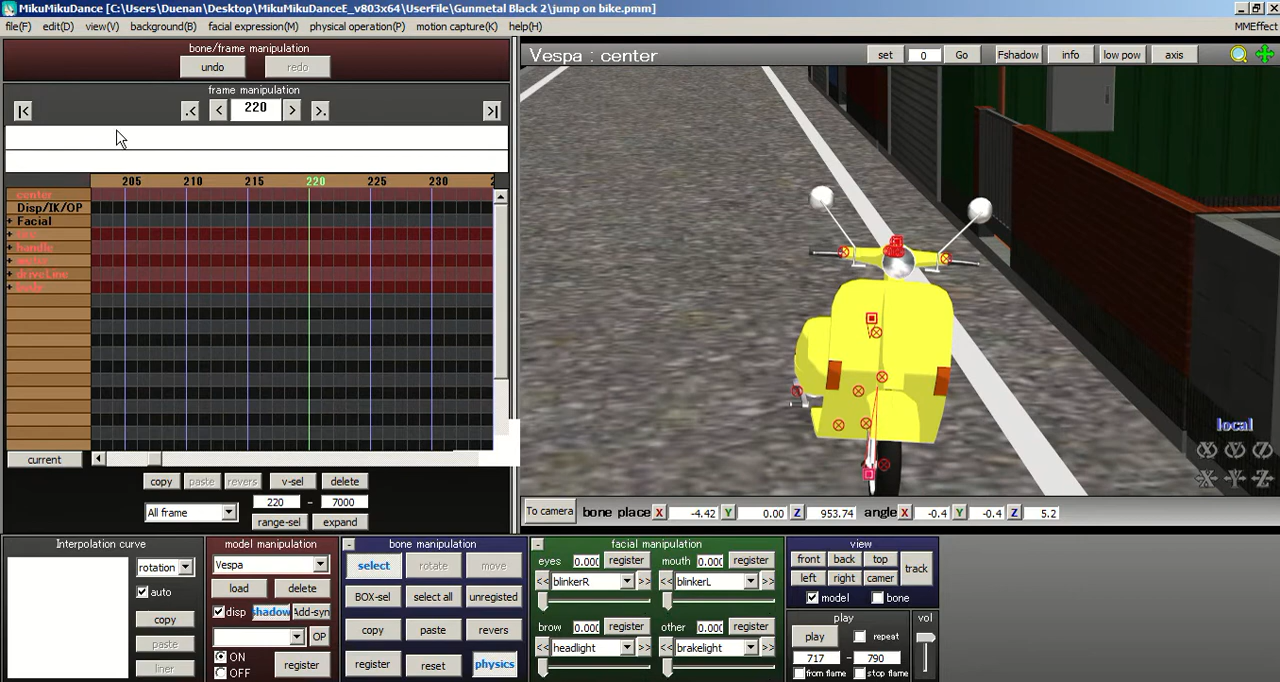 MikuMikuDance [C:\Users\Duenan\Desktop\MikuMikuDanceE_v803x64\UserFile\Gunmetal Black 2\jump on bike.pmm]
file(F) edit(D) view(V) background(B) facial expression(M) physical operation(P) motion capture(K) help(H) MMEffect
bone/frame manipulation
undo redo
frame manipulation
|< .< < 220 > >. >|
205 210 215 220 225 230
center
Disp/IK/OP
+ Facial
+ handle
+ driveLine
current
copy paste revers v-sel delete
All frame 220 - 7000
range-sel expand
Vespa : center set 0 Go Fshadow info low pow axis
local
To camera bone place X -4.42 Y 0.00 Z 953.74 angle X -0.4 Y -0.4 Z 5.2
Interpolation curve
rotation
auto
copy
paste
liner
model manipulation
Vespa
load delete
disp shadow Add-syn
OP
ON
OFF
register
- bone manipulation
select rotate move
BOX-sel select all unregisted
copy paste revers
register reset physics
- facial manipulation
eyes 0.000 register mouth 0.000 register
<< blinkerR >> << blinkerL >>
brow 0.000 register other 0.000 register
<< headlight >> << brakelight >>
view
front back top track
left right camer
model bone
play
play repeat
717 - 790
from flame stop flame
vol